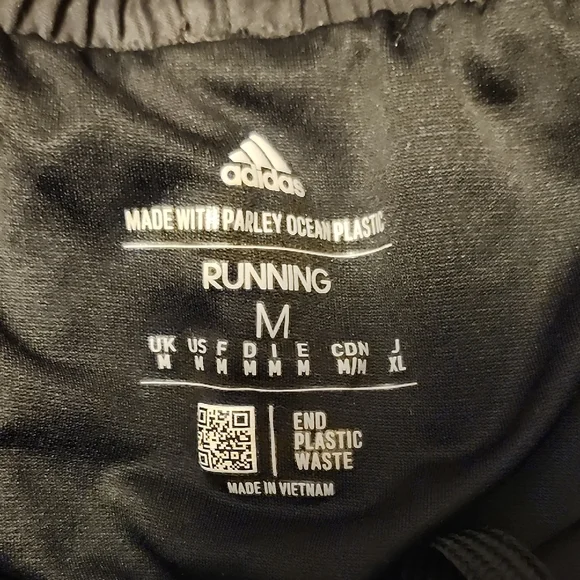 adidas
MADE WITH PARLEY OCEAN PLASTIC
RUNNING
M
UK US F D I E CDN J
M M M M M M M/M XL
END
PLASTIC
WASTE
MADE IN VIETNAM